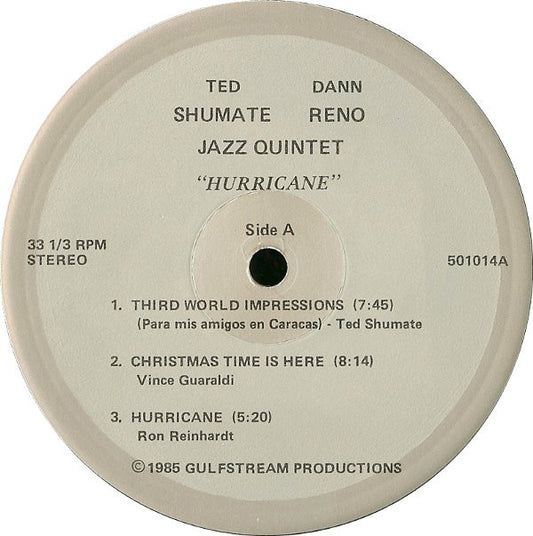 TED DANN
SHUMATE RENO
JAZZ QUINTET
"HURRICANE"
Side A
33 1/3 RPM
STEREO
501014A
1. THIRD WORLD IMPRESSIONS (7:45)
(Para mis amigos en Caracas) - Ted Shumate
2. CHRISTMAS TIME IS HERE (8:14)
Vince Guaraldi
3. HURRICANE (5:20)
Ron Reinhardt
© 1985 GULFSTREAM PRODUCTIONS